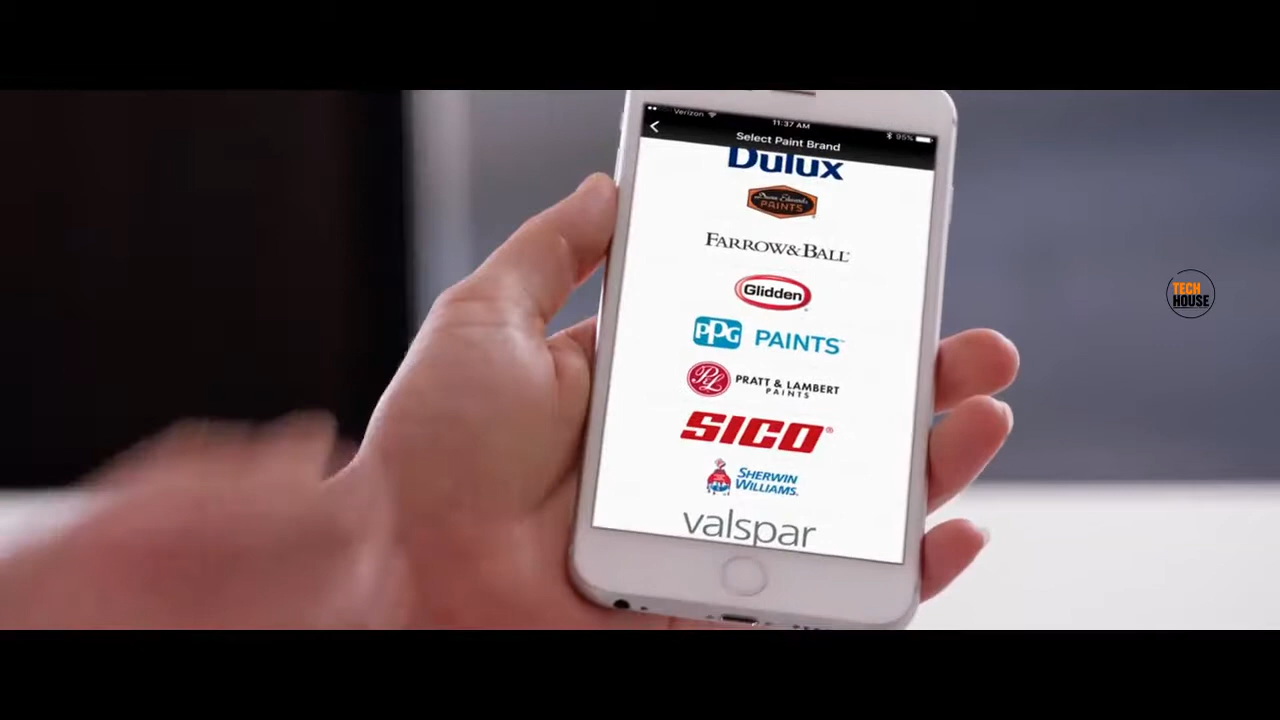 Verizon
11:37 AM
95%
Select Paint Brand
Dulux
Dunn-Edwards
PAINTS
FARROW&BALL
Glidden
PPG PAINTS™
P&L PRATT & LAMBERT
PAINTS
SICO®
SHERWIN
WILLIAMS.
valspar
TECH
HOUSE